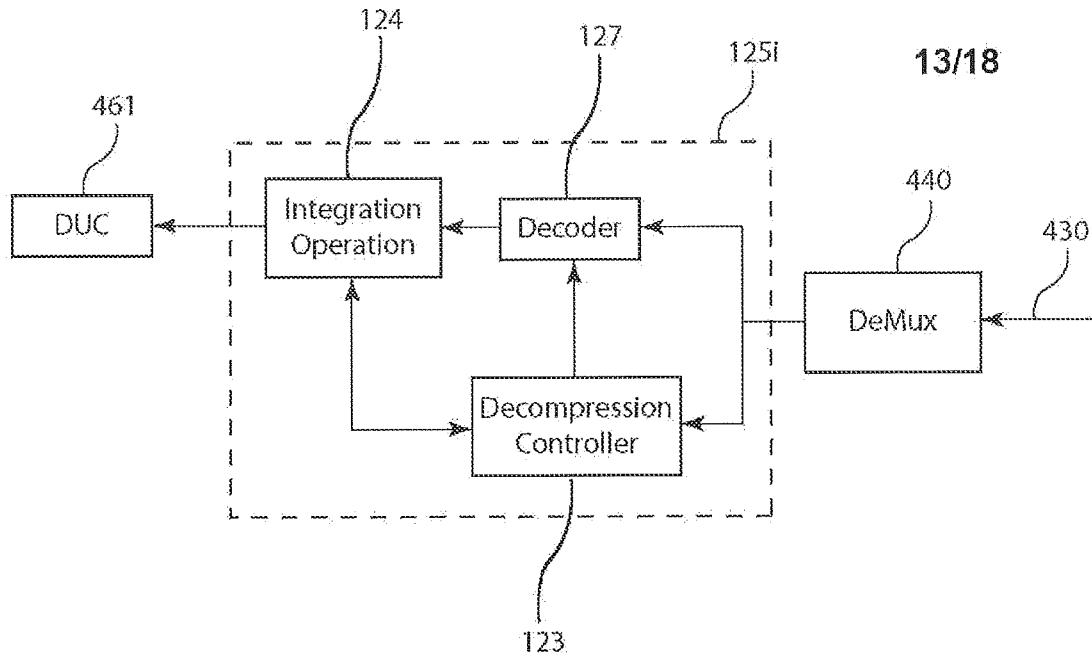 124
127
125i
13/18
461
440
430
DUC
Integration
Operation
Decoder
DeMux
Decompression
Controller
123